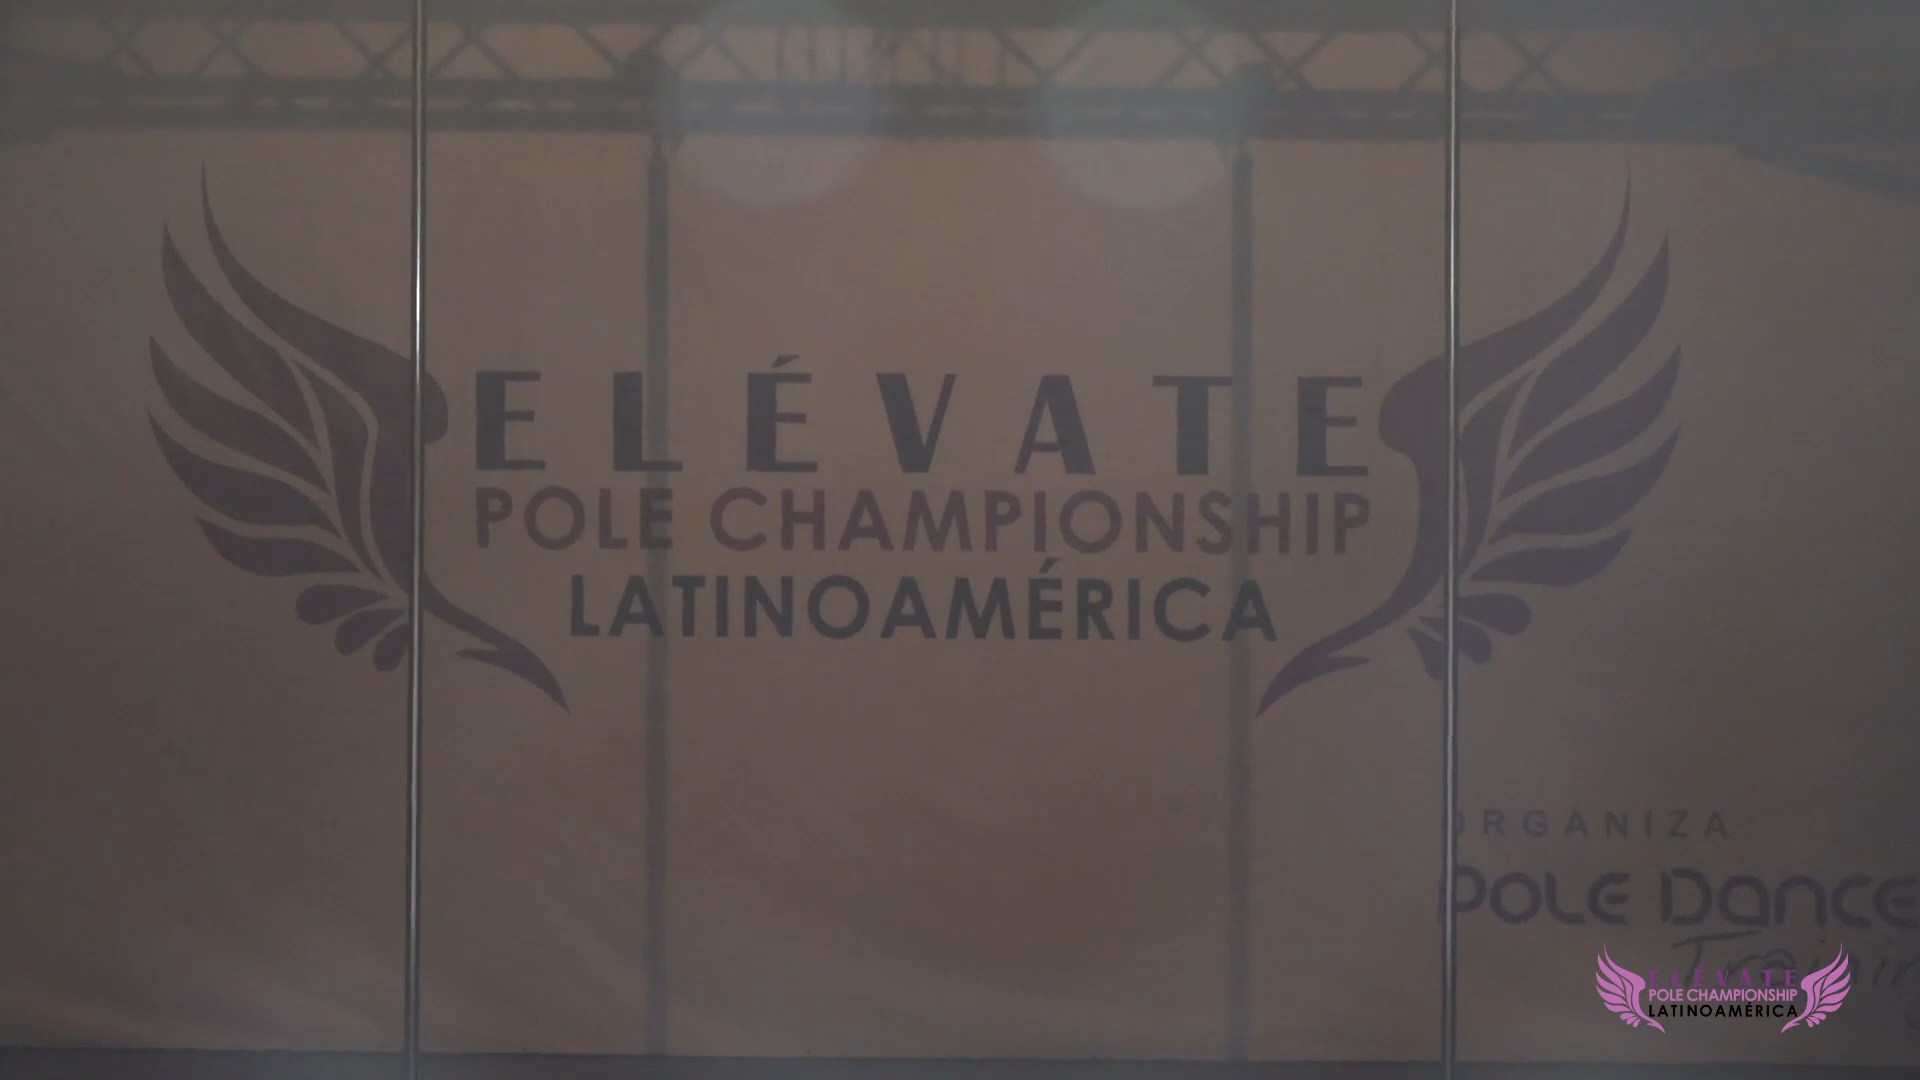 ELÉVATE
POLE CHAMPIONSHIP
LATINOAMÉRICA
ORGANIZA
POLE DANCE
ELÉVATE
POLE CHAMPIONSHIP
LATINOAMÉRICA